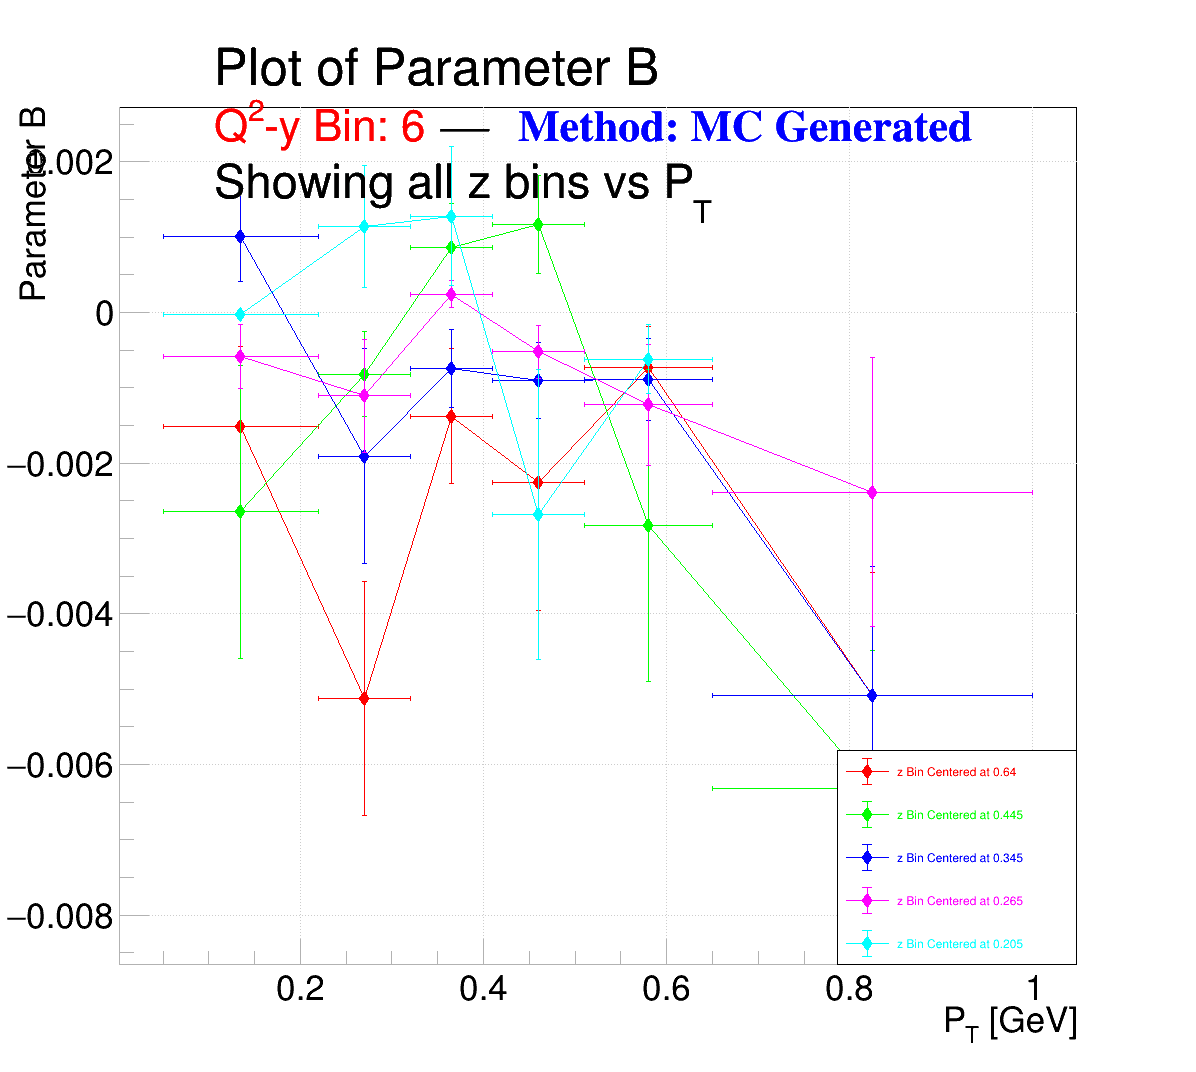 Plot of Parameter B
Q²-y Bin: 6 — Method: MC Generated
Showing all z bins vs P_T
Parameter B
0.002
0
−0.002
−0.004
−0.006
−0.008
0.2 0.4 0.6 0.8 1
P_T [GeV]
z Bin Centered at 0.64
z Bin Centered at 0.445
z Bin Centered at 0.345
z Bin Centered at 0.265
z Bin Centered at 0.205